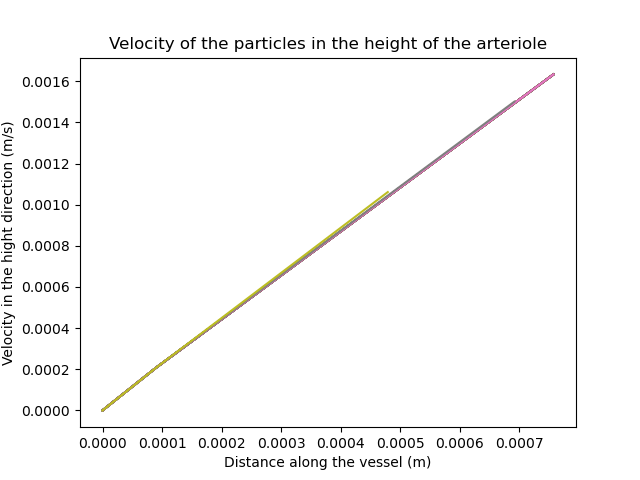 Velocity of the particles in the height of the arteriole
0.0016
0.0014
0.0012
0.0010
0.0008
0.0006
0.0004
0.0002
0.0000
Velocity in the hight direction (m/s)
0.0000 0.0001 0.0002 0.0003 0.0004 0.0005 0.0006 0.0007
Distance along the vessel (m)